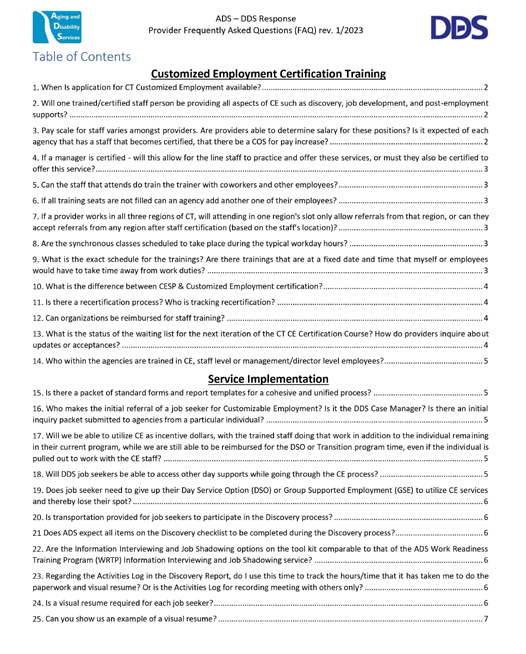 Aging and
Disability
Services
ADS – DDS Response
Provider Frequently Asked Questions (FAQ) rev. 1/2023
DDS
Table of Contents
Customized Employment Certification Training
1. When Is application for CT Customized Employment available? 2
2. Will one trained/certified staff person be providing all aspects of CE such as discovery, job development, and post-employment
supports? 2
3. Pay scale for staff varies amongst providers. Are providers able to determine salary for these positions? Is it expected of each
agency that has a staff that becomes certified, that there be a COS for pay increase? 2
4. If a manager is certified - will this allow for the line staff to practice and offer these services, or must they also be certified to
offer this service? 3
5. Can the staff that attends do train the trainer with coworkers and other employees? 3
6. If all training seats are not filled can an agency add another one of their employees? 3
7. If a provider works in all three regions of CT, will attending in one region's slot only allow referrals from that region, or can they
accept referrals from any region after staff certification (based on the staff's location)? 3
8. Are the synchronous classes scheduled to take place during the typical workday hours? 3
9. What is the exact schedule for the trainings? Are there trainings that are at a fixed date and time that myself or employees
would have to take time away from work duties? 3
10. What is the difference between CESP & Customized Employment certification? 4
11. Is there a recertification process? Who is tracking recertification? 4
12. Can organizations be reimbursed for staff training? 4
13. What is the status of the waiting list for the next iteration of the CT CE Certification Course? How do providers inquire about
updates or acceptances? 4
14. Who within the agencies are trained in CE, staff level or management/director level employees? 5
Service Implementation
15. Is there a packet of standard forms and report templates for a cohesive and unified process? 5
16. Who makes the initial referral of a job seeker for Customizable Employment? Is it the DDS Case Manager? Is there an initial
inquiry packet submitted to agencies from a particular individual? 5
17. Will we be able to utilize CE as incentive dollars, with the trained staff doing that work in addition to the individual remaining
in their current program, while we are still able to be reimbursed for the DSO or Transition program time, even if the individual is
pulled out to work with the CE staff? 5
18. Will DDS job seekers be able to access other day supports while going through the CE process? 5
19. Does job seeker need to give up their Day Service Option (DSO) or Group Supported Employment (GSE) to utilize CE services
and thereby lose their spot? 6
20. Is transportation provided for job seekers to participate in the Discovery process? 6
21 Does ADS expect all items on the Discovery checklist to be completed during the Discovery process? 6
22. Are the Information Interviewing and Job Shadowing options on the tool kit comparable to that of the ADS Work Readiness
Training Program (WRTP) Information Interviewing and Job Shadowing service? 6
23. Regarding the Activities Log in the Discovery Report, do I use this time to track the hours/time that it has taken me to do the
paperwork and visual resume? Or is the Activities Log for recording meeting with others only? 6
24. Is a visual resume required for each job seeker? 6
25. Can you show us an example of a visual resume? 7